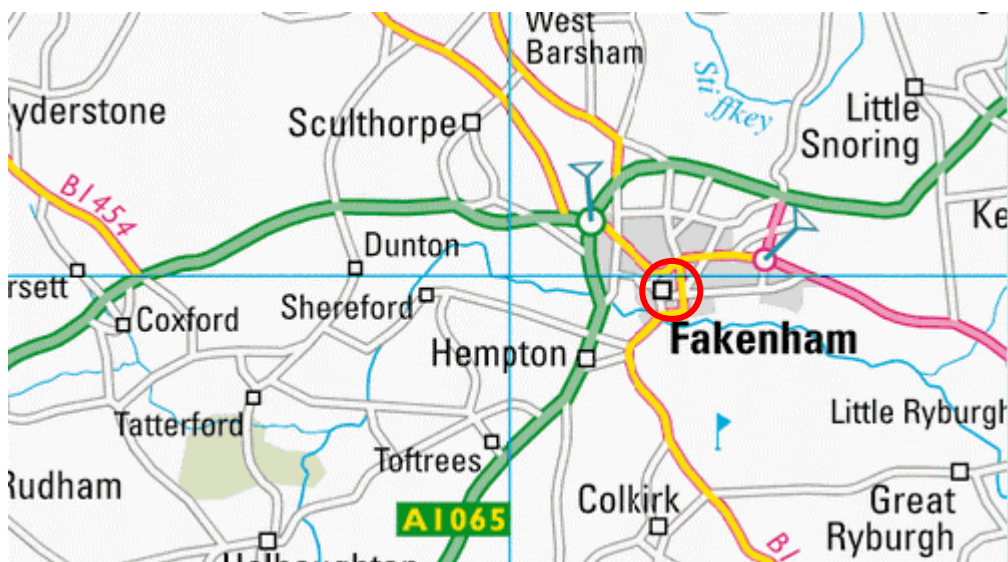 West
Barsham
Stiffkey
Little
Snoring
yderstone
Sculthorpe
B1454
Ke
Dunton
rsett
Shereford
Coxford
Fakenham
Hempton
Tatterford
Little Ryburgh
Toftrees
Rudham
Colkirk
Great
Ryburgh
A1065
B1